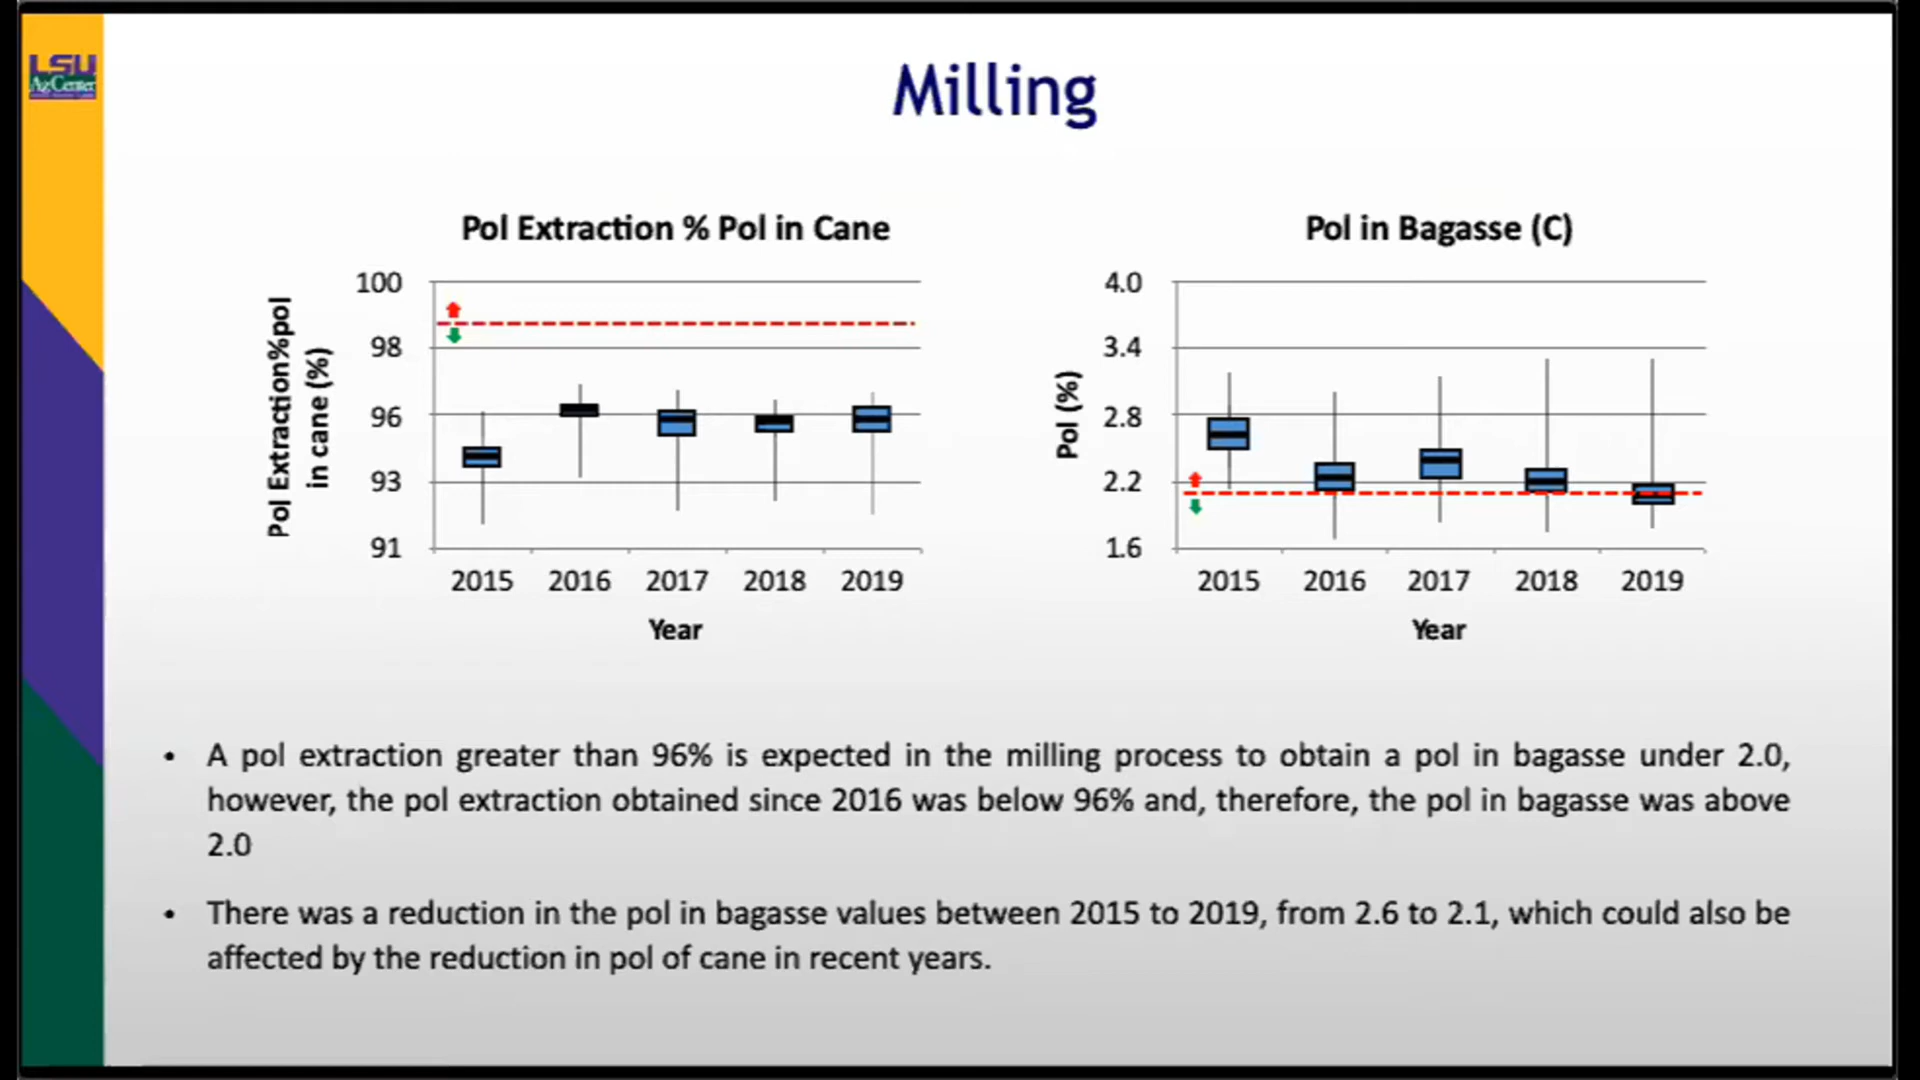 LSU
AgCenter
Milling
Pol Extraction % Pol in Cane
Pol Extraction%pol
in cane (%)
100
98
96
93
91
2015 2016 2017 2018 2019
Year
Pol in Bagasse (C)
Pol (%)
4.0
3.4
2.8
2.2
1.6
2015 2016 2017 2018 2019
Year
• A pol extraction greater than 96% is expected in the milling process to obtain a pol in bagasse under 2.0,
however, the pol extraction obtained since 2016 was below 96% and, therefore, the pol in bagasse was above
2.0
• There was a reduction in the pol in bagasse values between 2015 to 2019, from 2.6 to 2.1, which could also be
affected by the reduction in pol of cane in recent years.